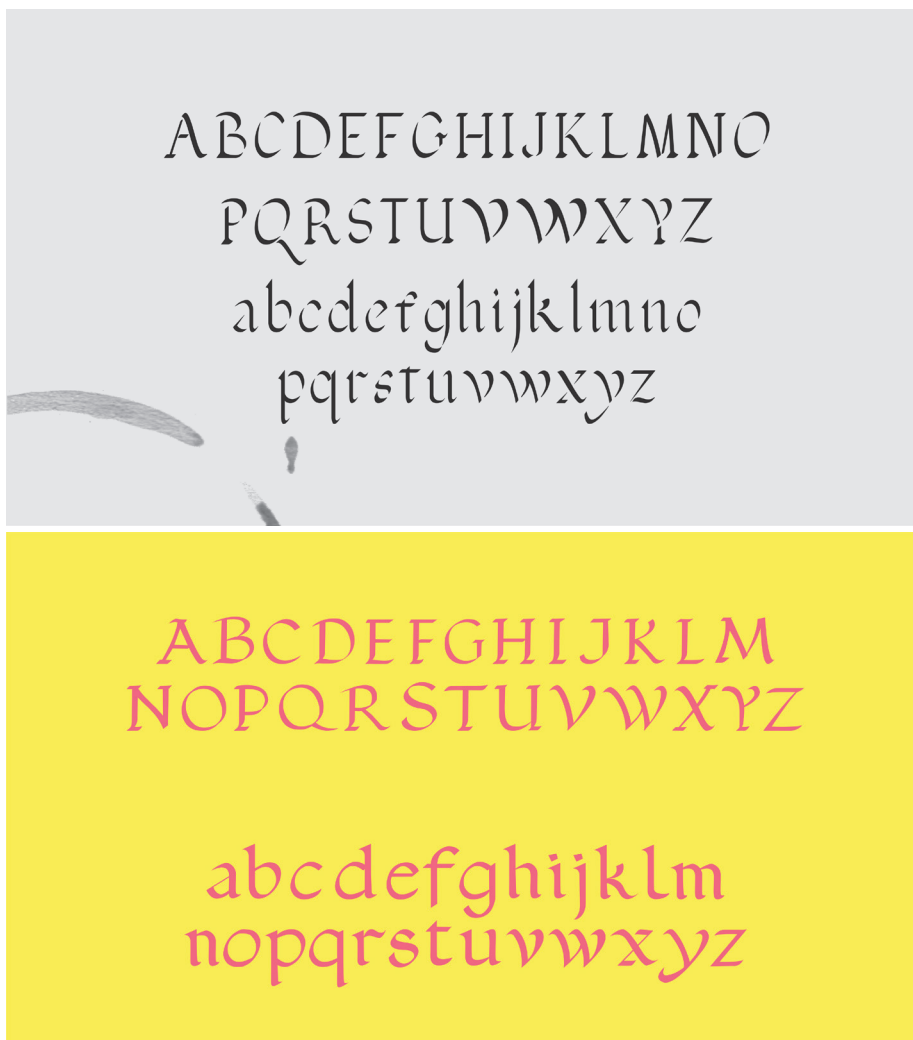 ABCDEFGHIJKLMNO
PQRSTUVWXYZ
abcdefghijklmno
pqrstuvwxyz
ABCDEFGHIJKLM
NOPQRSTUVWXYZ
abcdefghijklm
nopqrstuvwxyz